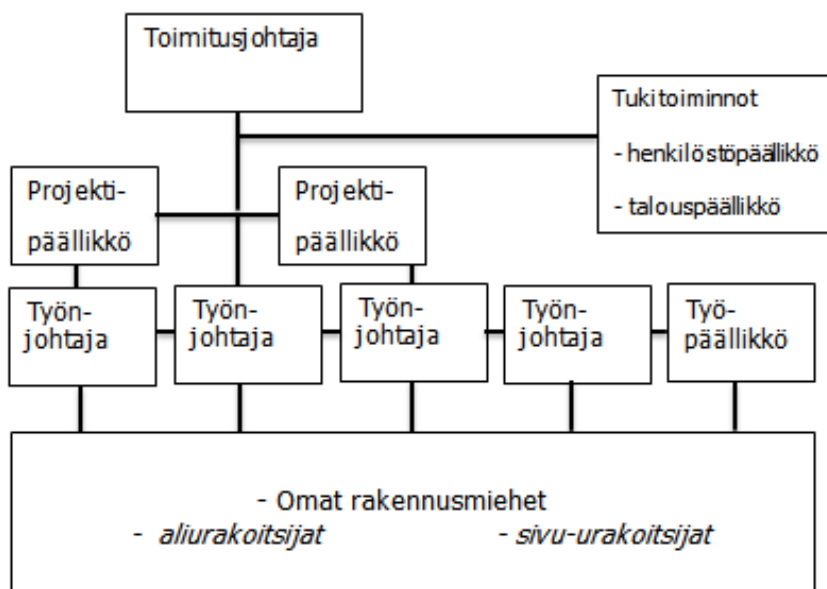 Toimitusjohtaja
Tukitoiminnot
- henkilöstöpäällikkö
- talouspäällikkö
Projekti-
päällikkö
Projekti-
päällikkö
Työn-
johtaja
Työn-
johtaja
Työn-
johtaja
Työn-
johtaja
Työ-
päällikkö
- Omat rakennusmiehet
- aliurakoitsijat - sivu-urakoitsijat